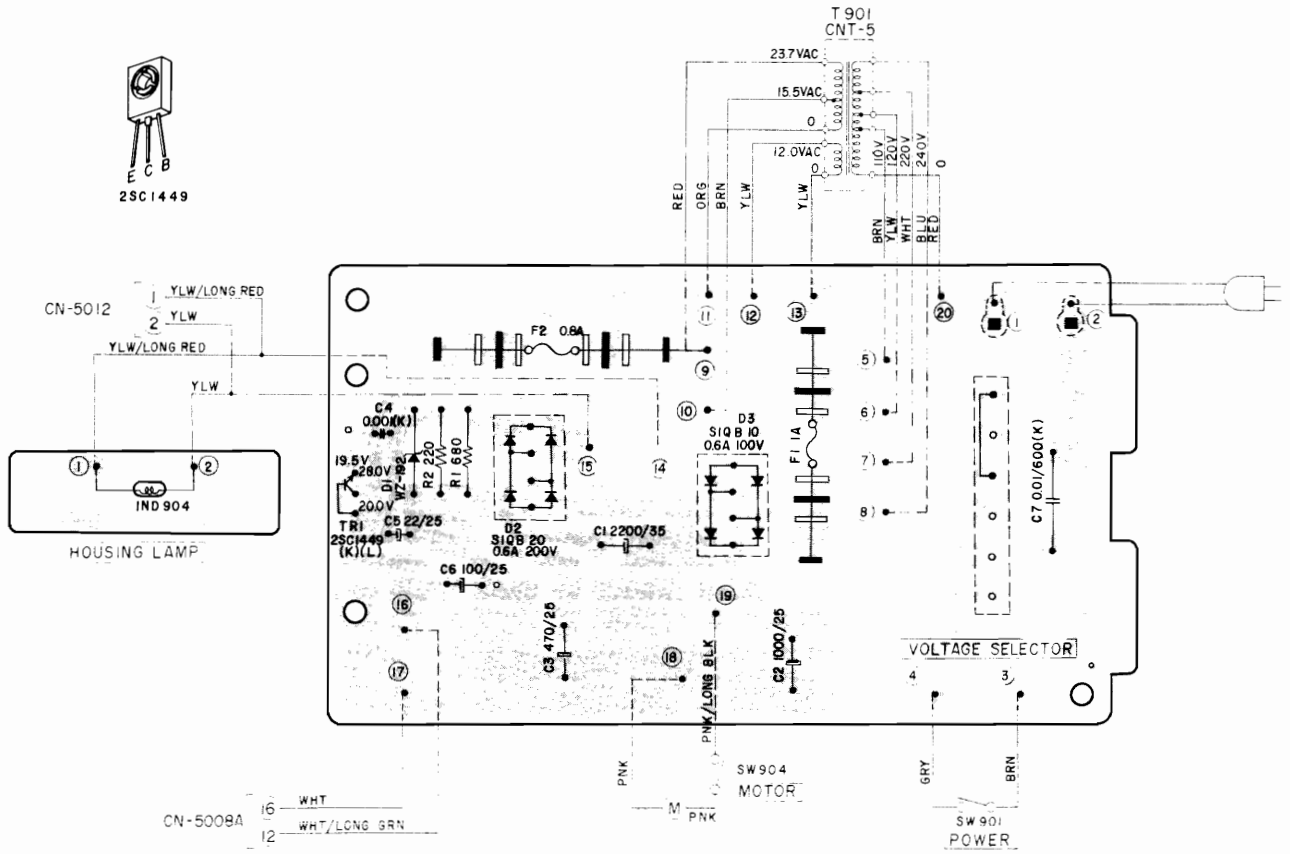 T 901
CNT-5
23.7VAC
15.5VAC
0
12.0VAC
0
110V
120V
220V
240V
0
E C B
2SC1449
RED
ORG
BRN
YLW
YLW
BRN
YLW
WHT
BLU
RED
CN-5012
1
YLW/LONG RED
2
YLW
YLW/LONG RED
YLW
F2 0.8A
11
12
13
20
1
2
9
5
10
6
7
8
C4
0.001(K)
19.5V
28.0V
20.0V
D1
WZ-192
R2 220
R1 680
15
14
D3
S1QB 10
0.6A 100V
F1 1A
C7 0.01/600(K)
1
2
IND 904
HOUSING LAMP
TR1
2SC1449
(K)(L)
C5 22/25
D2
S1QB 20
0.6A 200V
C1 2200/35
C6 100/25
16
17
C3 470/25
18
19
PNK/LONG BLK
C2 1000/25
VOLTAGE SELECTOR
4
3
PNK
SW904
MOTOR
M
PNK
GRY
BRN
SW901
POWER
CN-5008A
16
WHT
12
WHT/LONG GRN